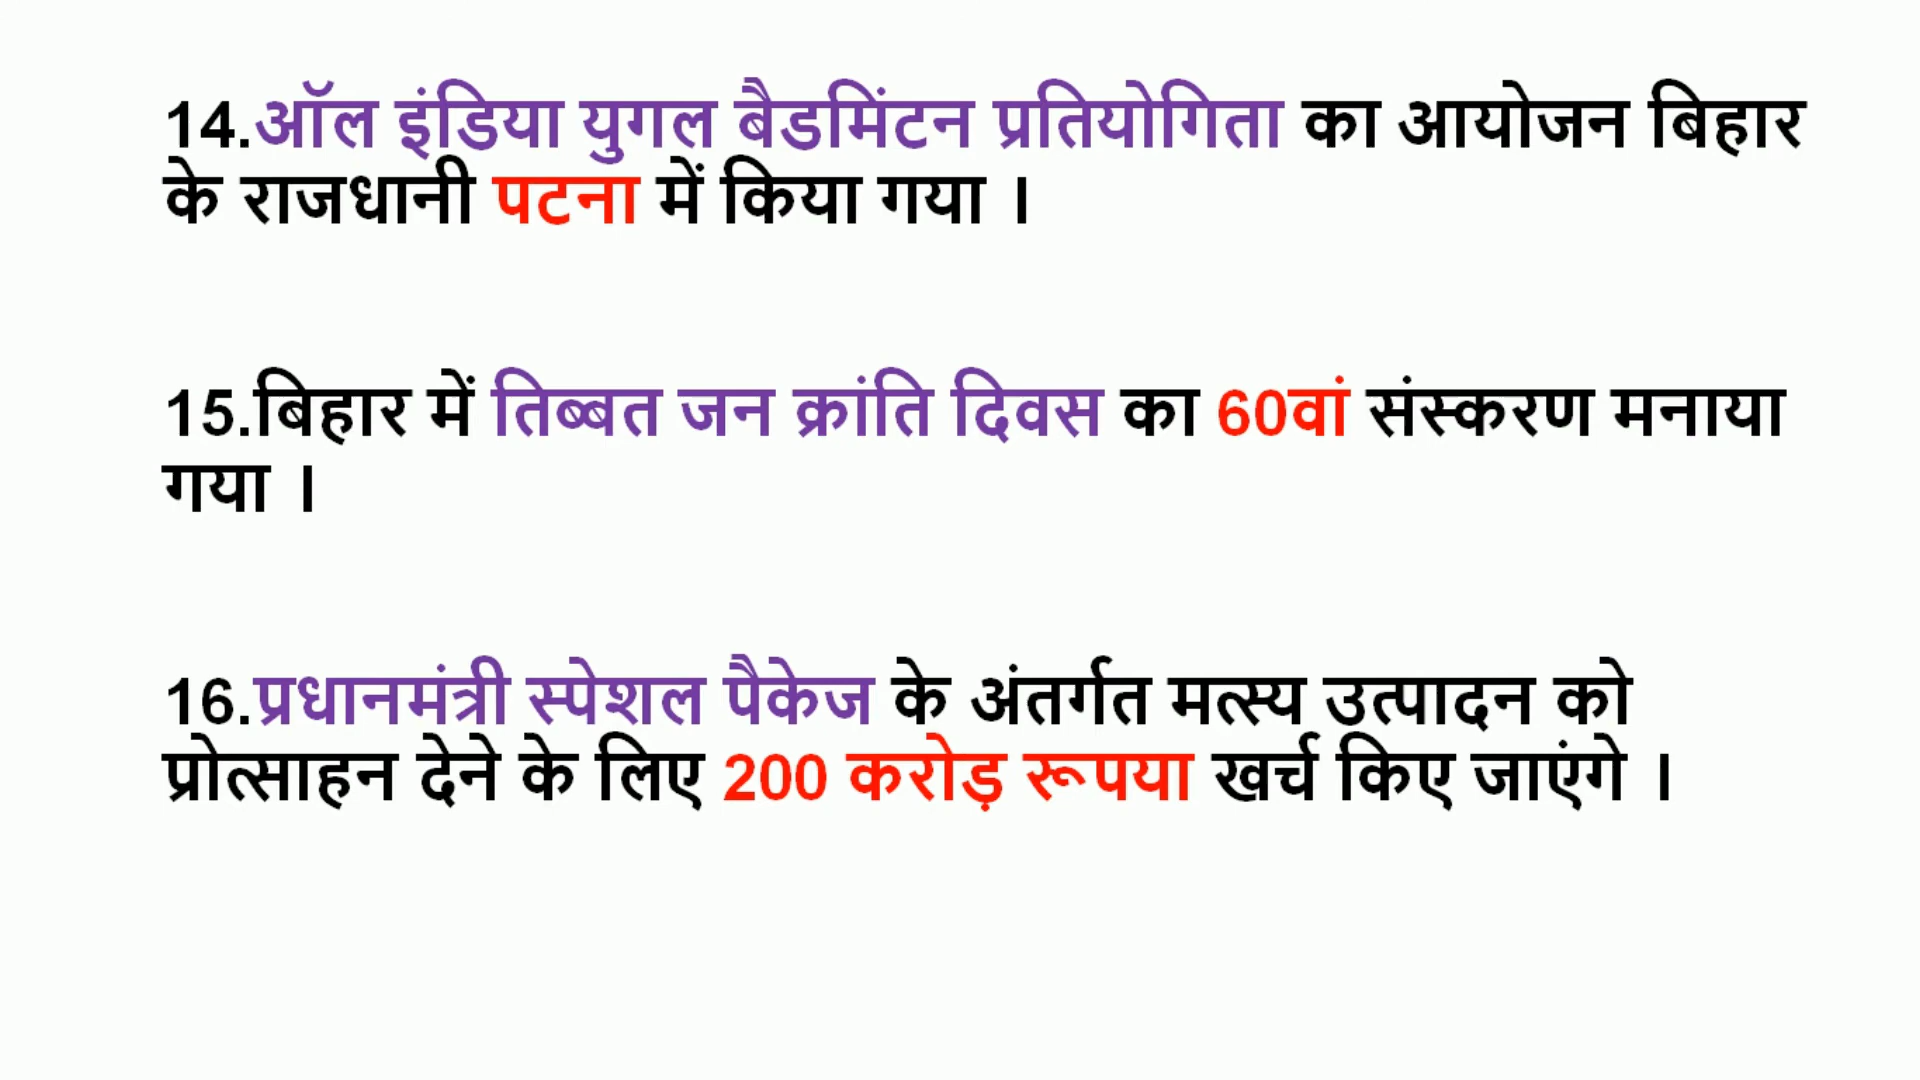 14.ऑल इंडिया युगल बैडमिंटन प्रतियोगिता का आयोजन बिहार
के राजधानी पटना में किया गया ।
15.बिहार में तिब्बत जन क्रांति दिवस का 60वां संस्करण मनाया
गया ।
16.प्रधानमंत्री स्पेशल पैकेज के अंतर्गत मत्स्य उत्पादन को
प्रोत्साहन देने के लिए 200 करोड़ रूपया खर्च किए जाएंगे ।